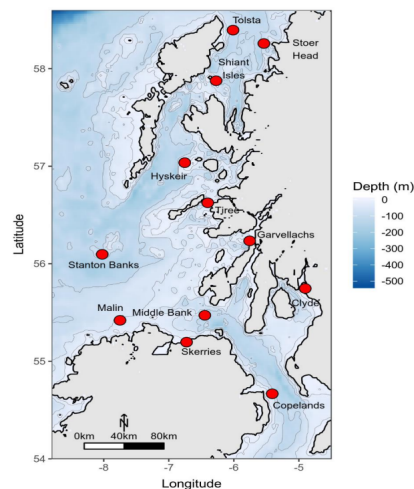 Tolsta
Stoer
Head
58
Shiant
Isles
57
Hyskeir
Tiree
Garvellachs
56
Stanton Banks
Clyde
Malin
Middle Bank
55
Skerries
Copelands
N
0km 40km 80km
54
-8 -7 -6 -5
Longitude
Latitude
Depth (m)
0
-100
-200
-300
-400
-500